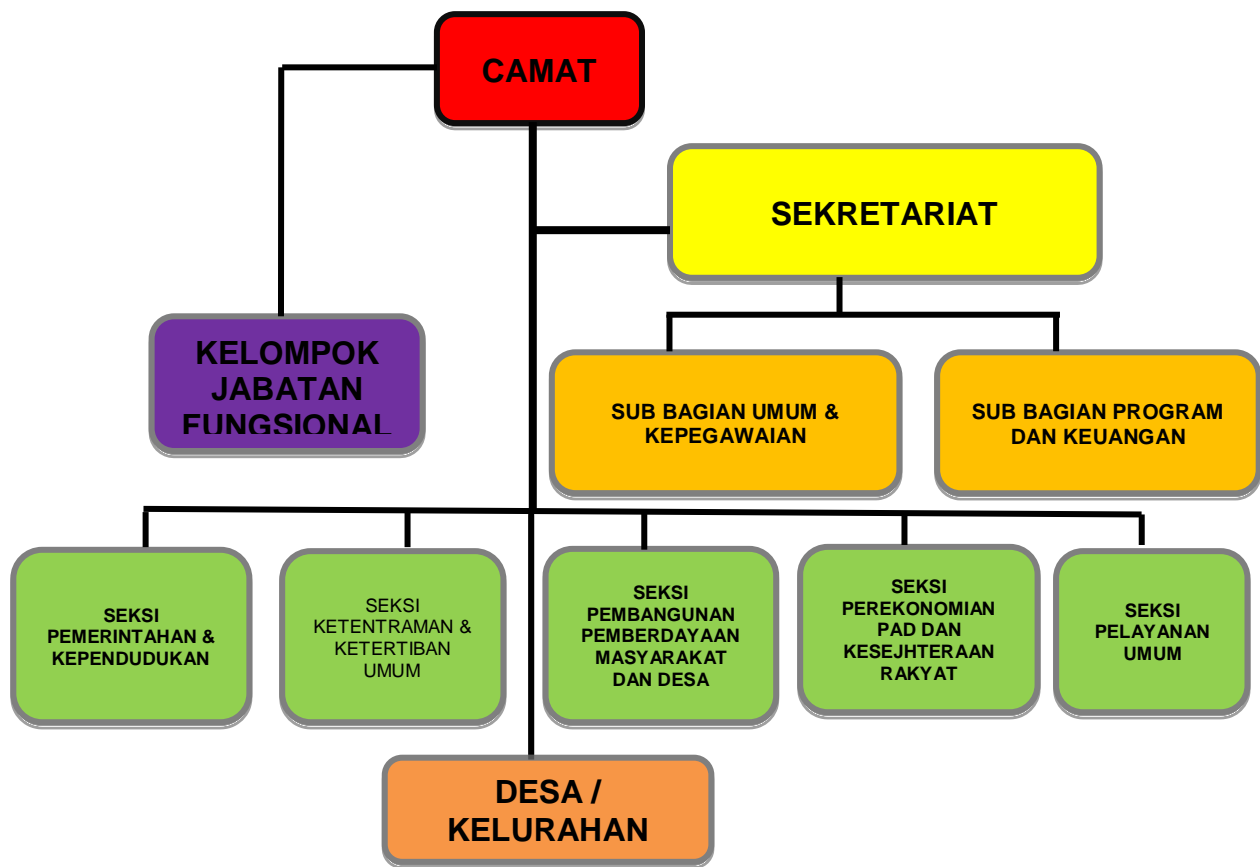 CAMAT
SEKRETARIAT
KELOMPOK
JABATAN
FUNGSIONAL
SUB BAGIAN UMUM &
KEPEGAWAIAN
SUB BAGIAN PROGRAM
DAN KEUANGAN
SEKSI
PEMERINTAHAN &
KEPENDUDUKAN
SEKSI
KETENTRAMAN &
KETERTIBAN
UMUM
SEKSI
PEMBANGUNAN
PEMBERDAYAAN
MASYARAKAT
DAN DESA
SEKSI
PEREKONOMIAN
PAD DAN
KESEJHTERAAN
RAKYAT
SEKSI
PELAYANAN
UMUM
DESA /
KELURAHAN